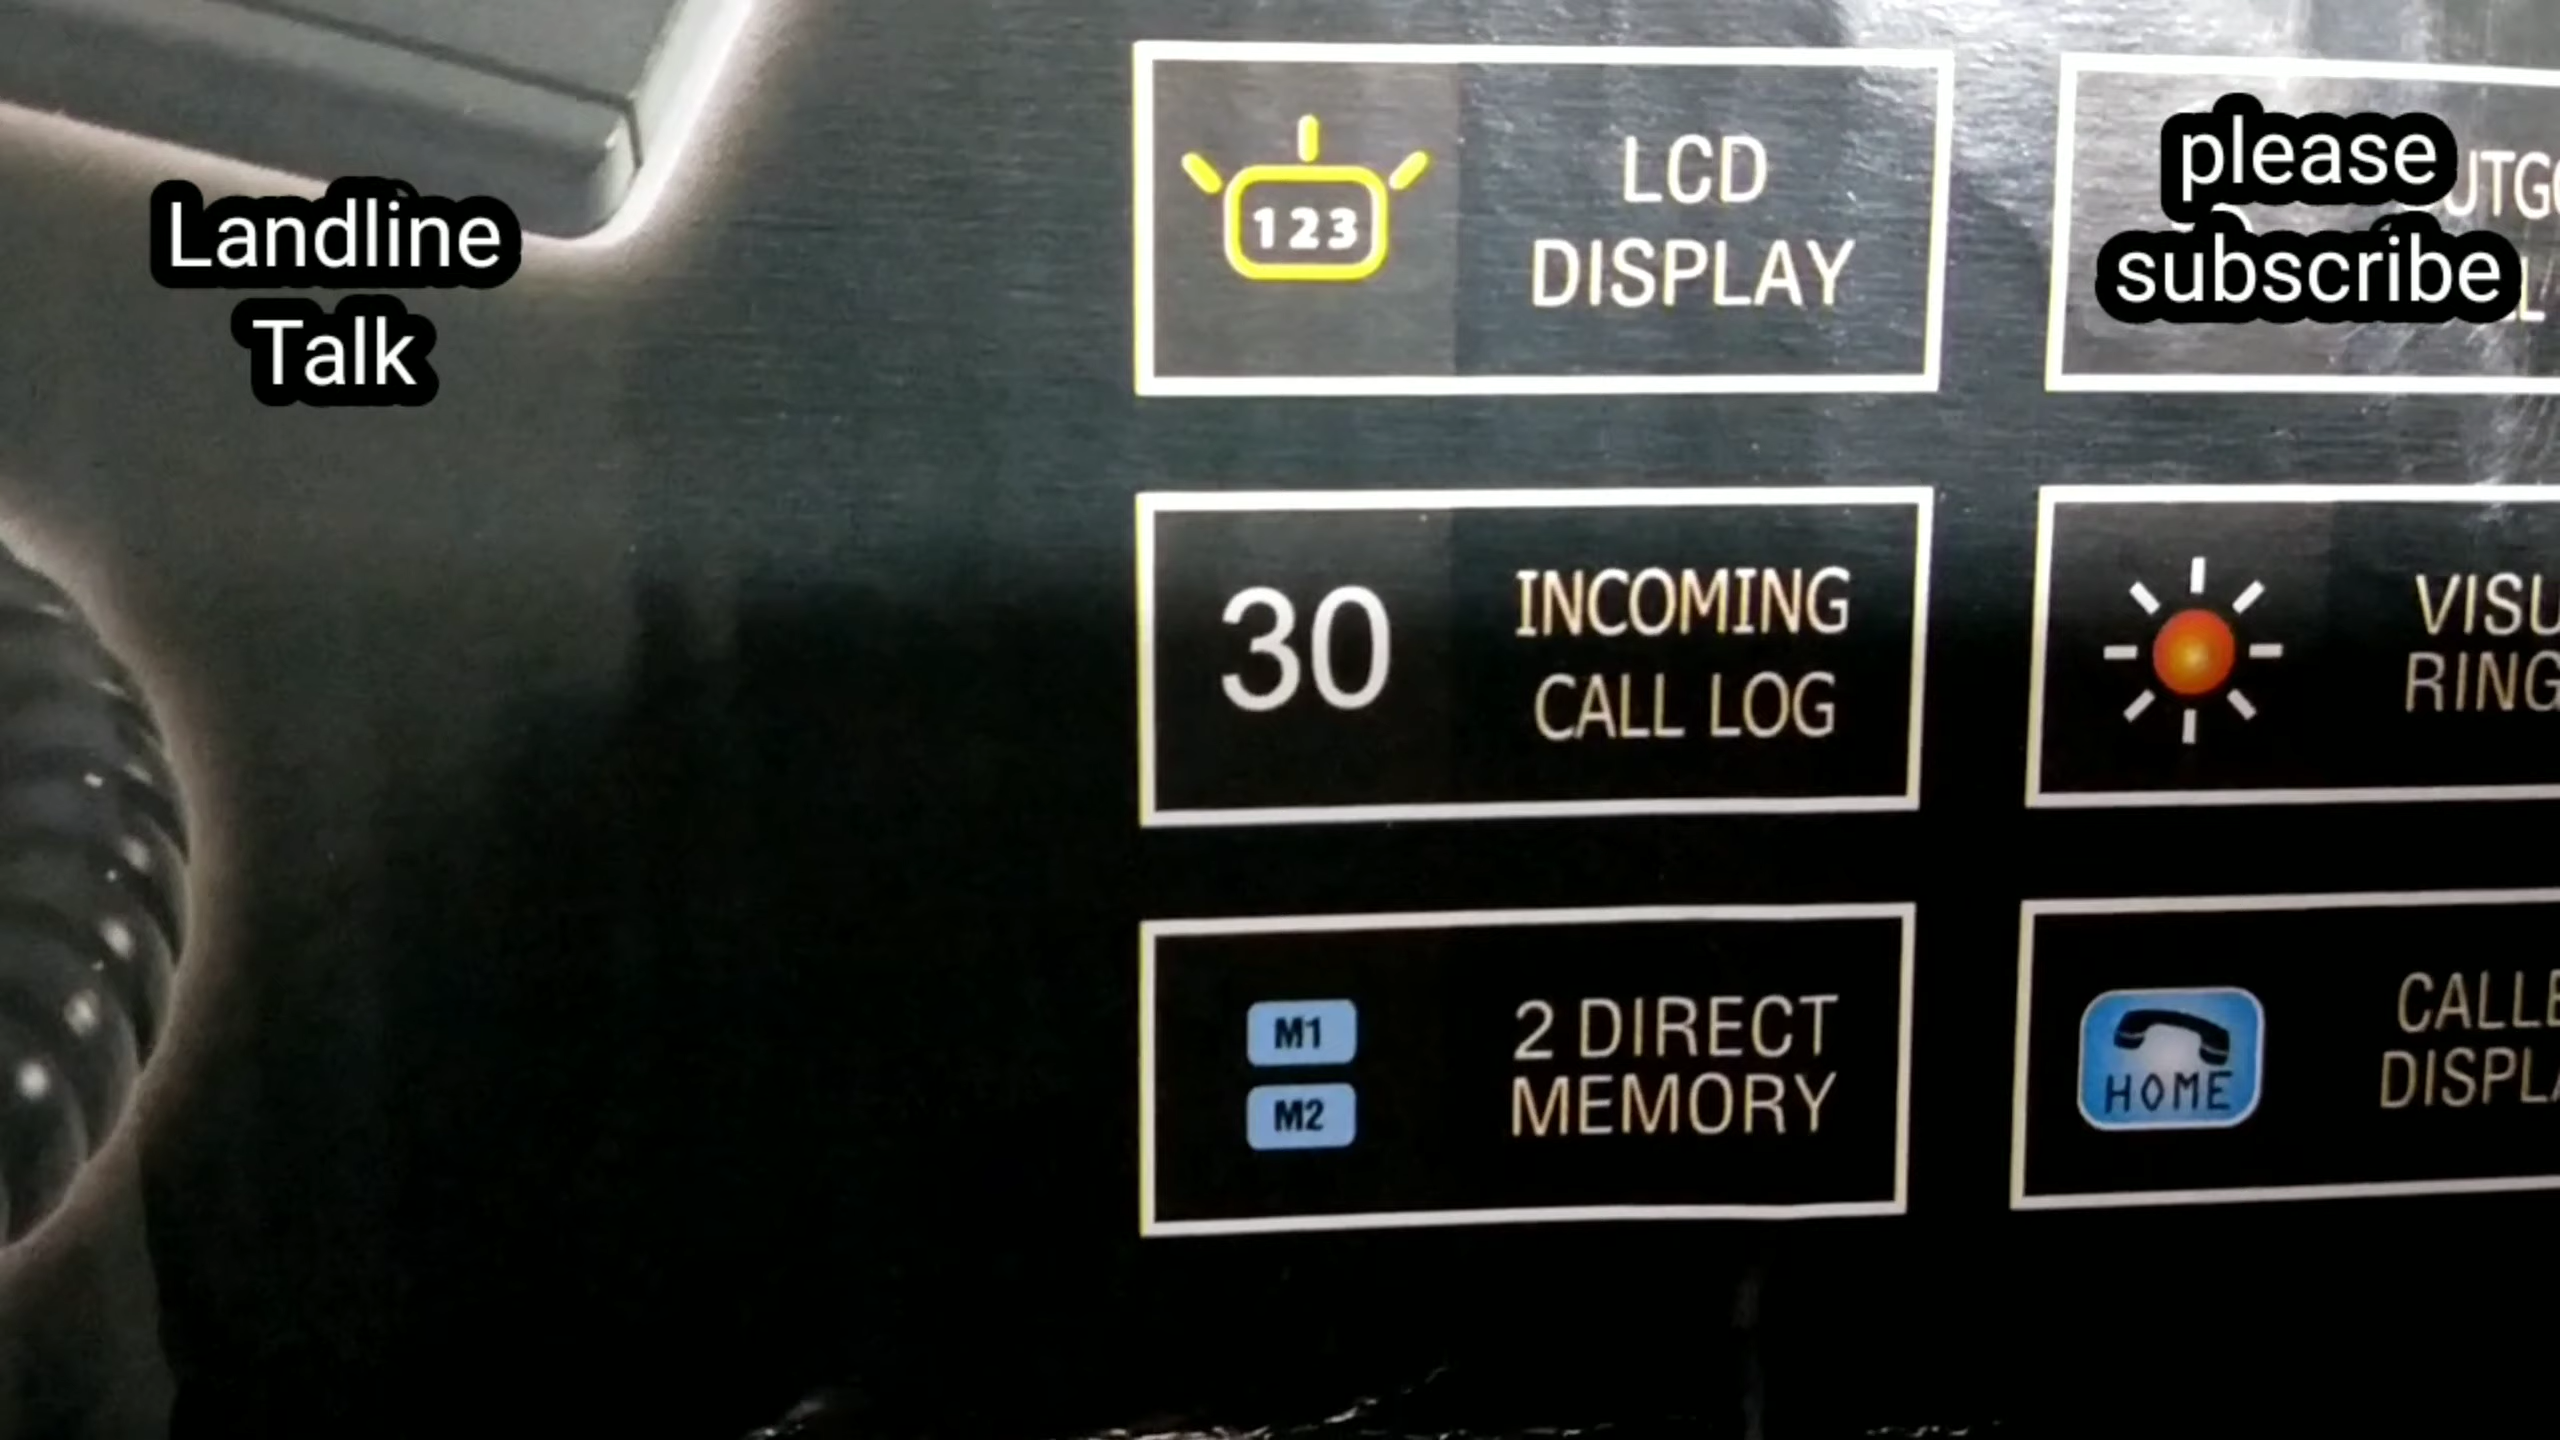 Landline
Talk
please
subscribe
123
LCD
DISPLAY
30
INCOMING
CALL LOG
M1
M2
2 DIRECT
MEMORY
HOME